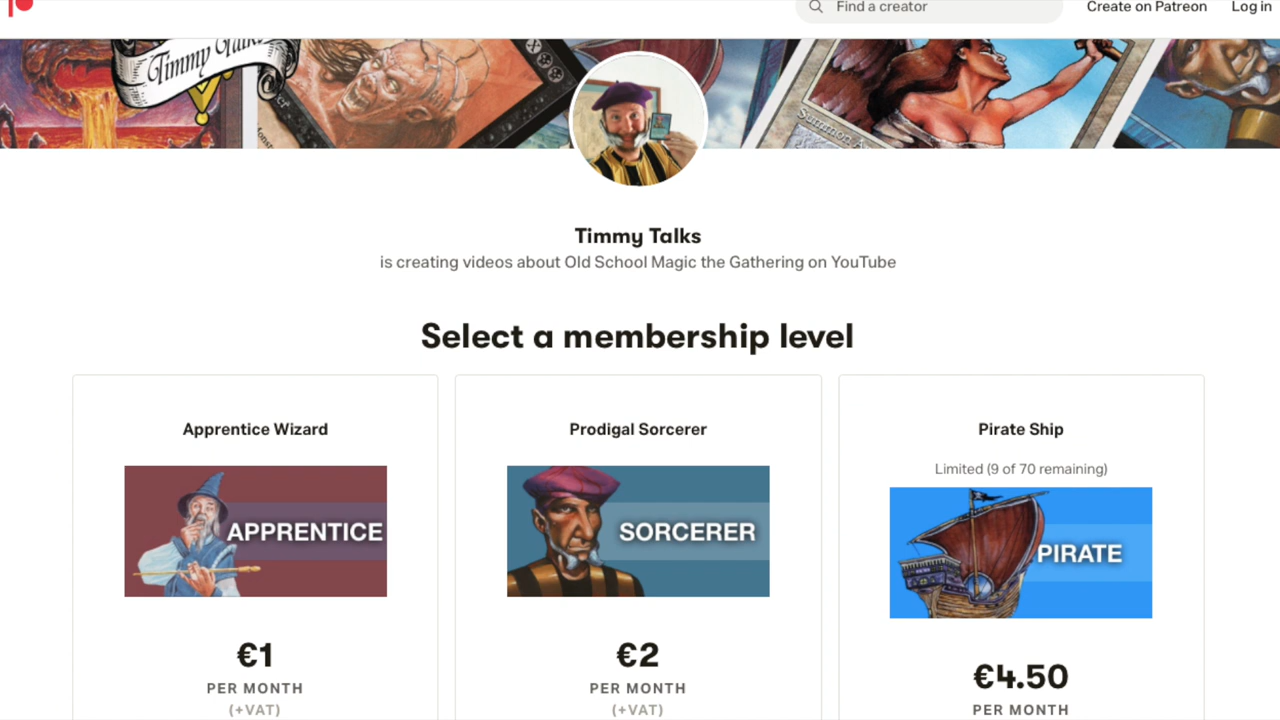 Find a creator
Create on Patreon
Log in
Timmy Talks
Summon A
Timmy Talks
is creating videos about Old School Magic the Gathering on YouTube
Select a membership level
Apprentice Wizard
APPRENTICE
€1
PER MONTH
(+VAT)
Prodigal Sorcerer
SORCERER
€2
PER MONTH
(+VAT)
Pirate Ship
Limited (9 of 70 remaining)
PIRATE
€4.50
PER MONTH